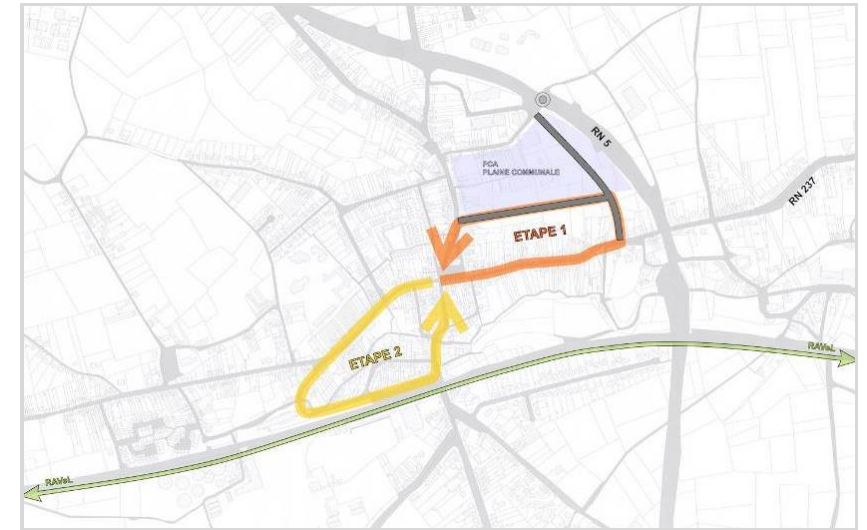 RN 5
PCA
PLAINE COMMUNALE
RN 237
ETAPE 1
ETAPE 2
RAVeL
RAVeL